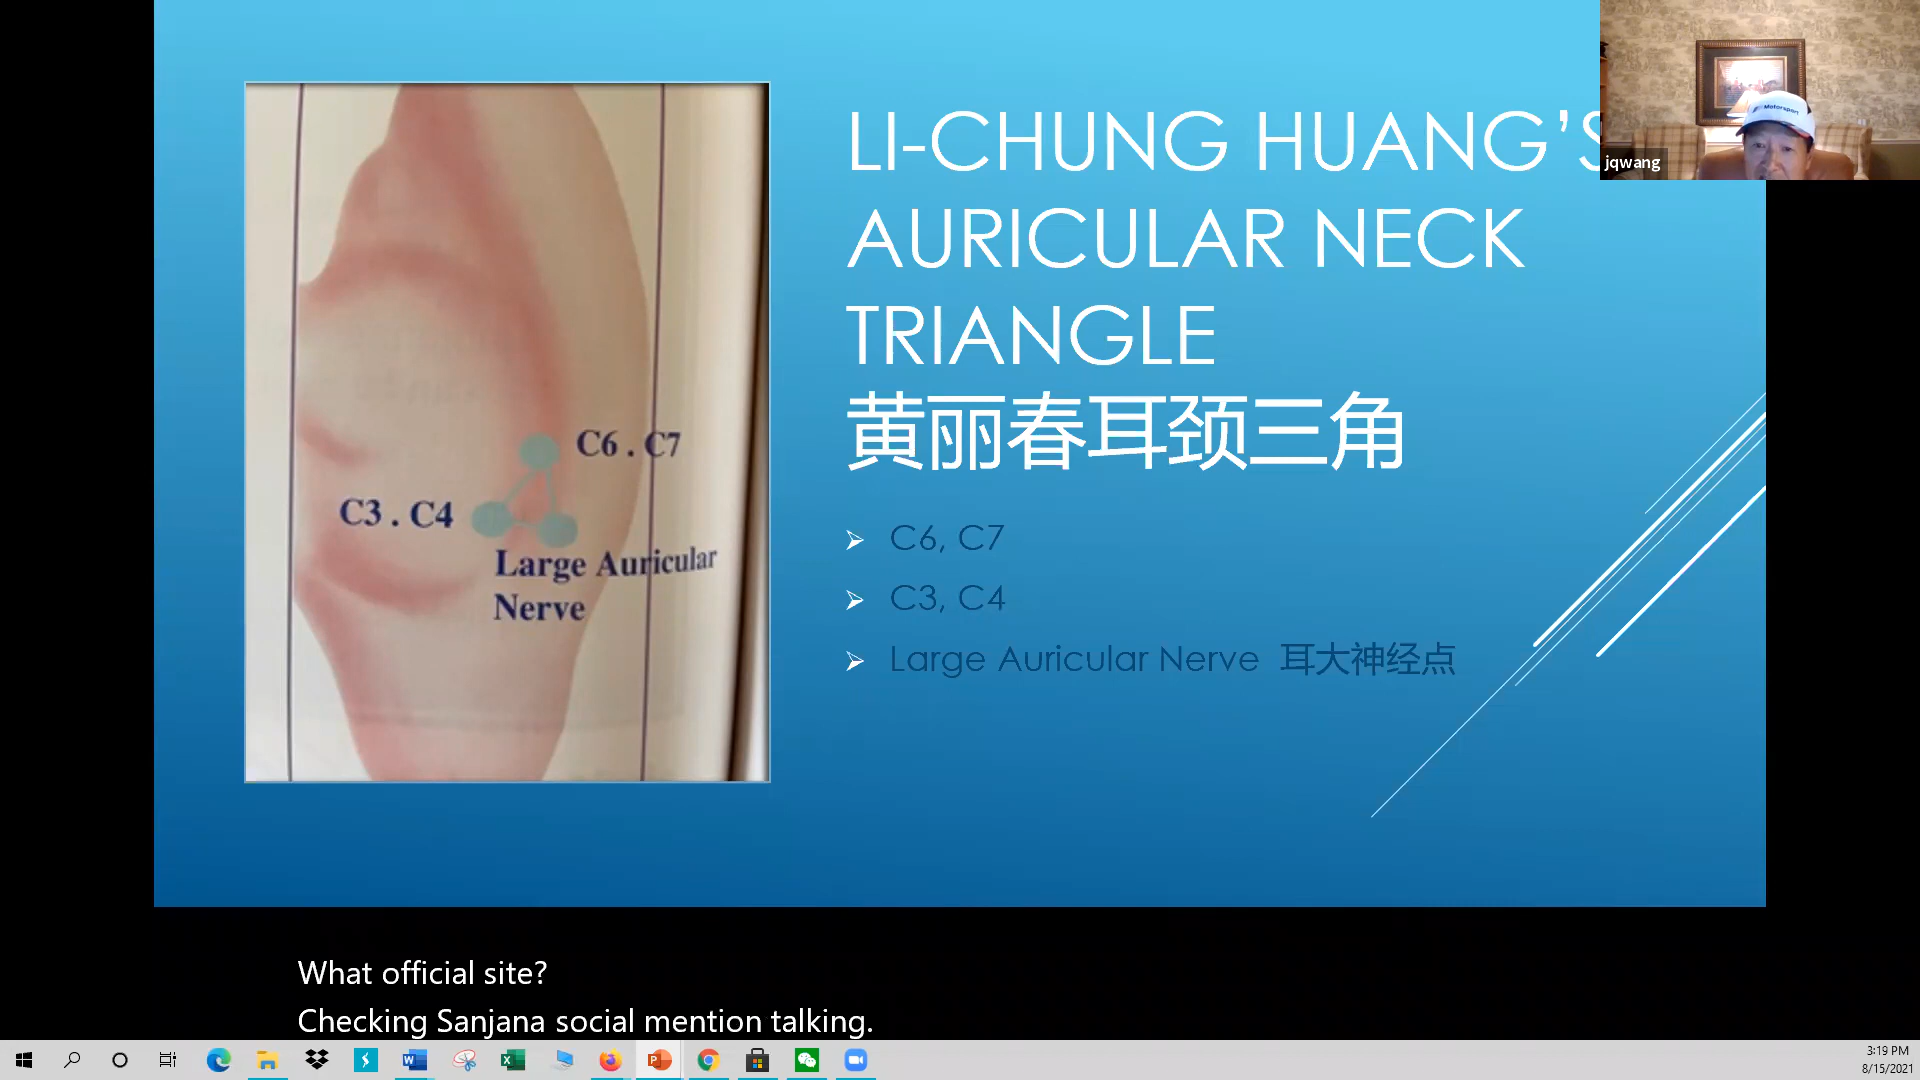 C6 . C7
C3 . C4
Large Auricular
Nerve
LI-CHUNG HUANG’S
AURICULAR NECK
TRIANGLE
黄丽春耳颈三角
C6, C7
C3, C4
Large Auricular Nerve 耳大神经点
jqwang
Motorsport
What official site?
Checking Sanjana social mention talking.
3:19 PM
8/15/2021